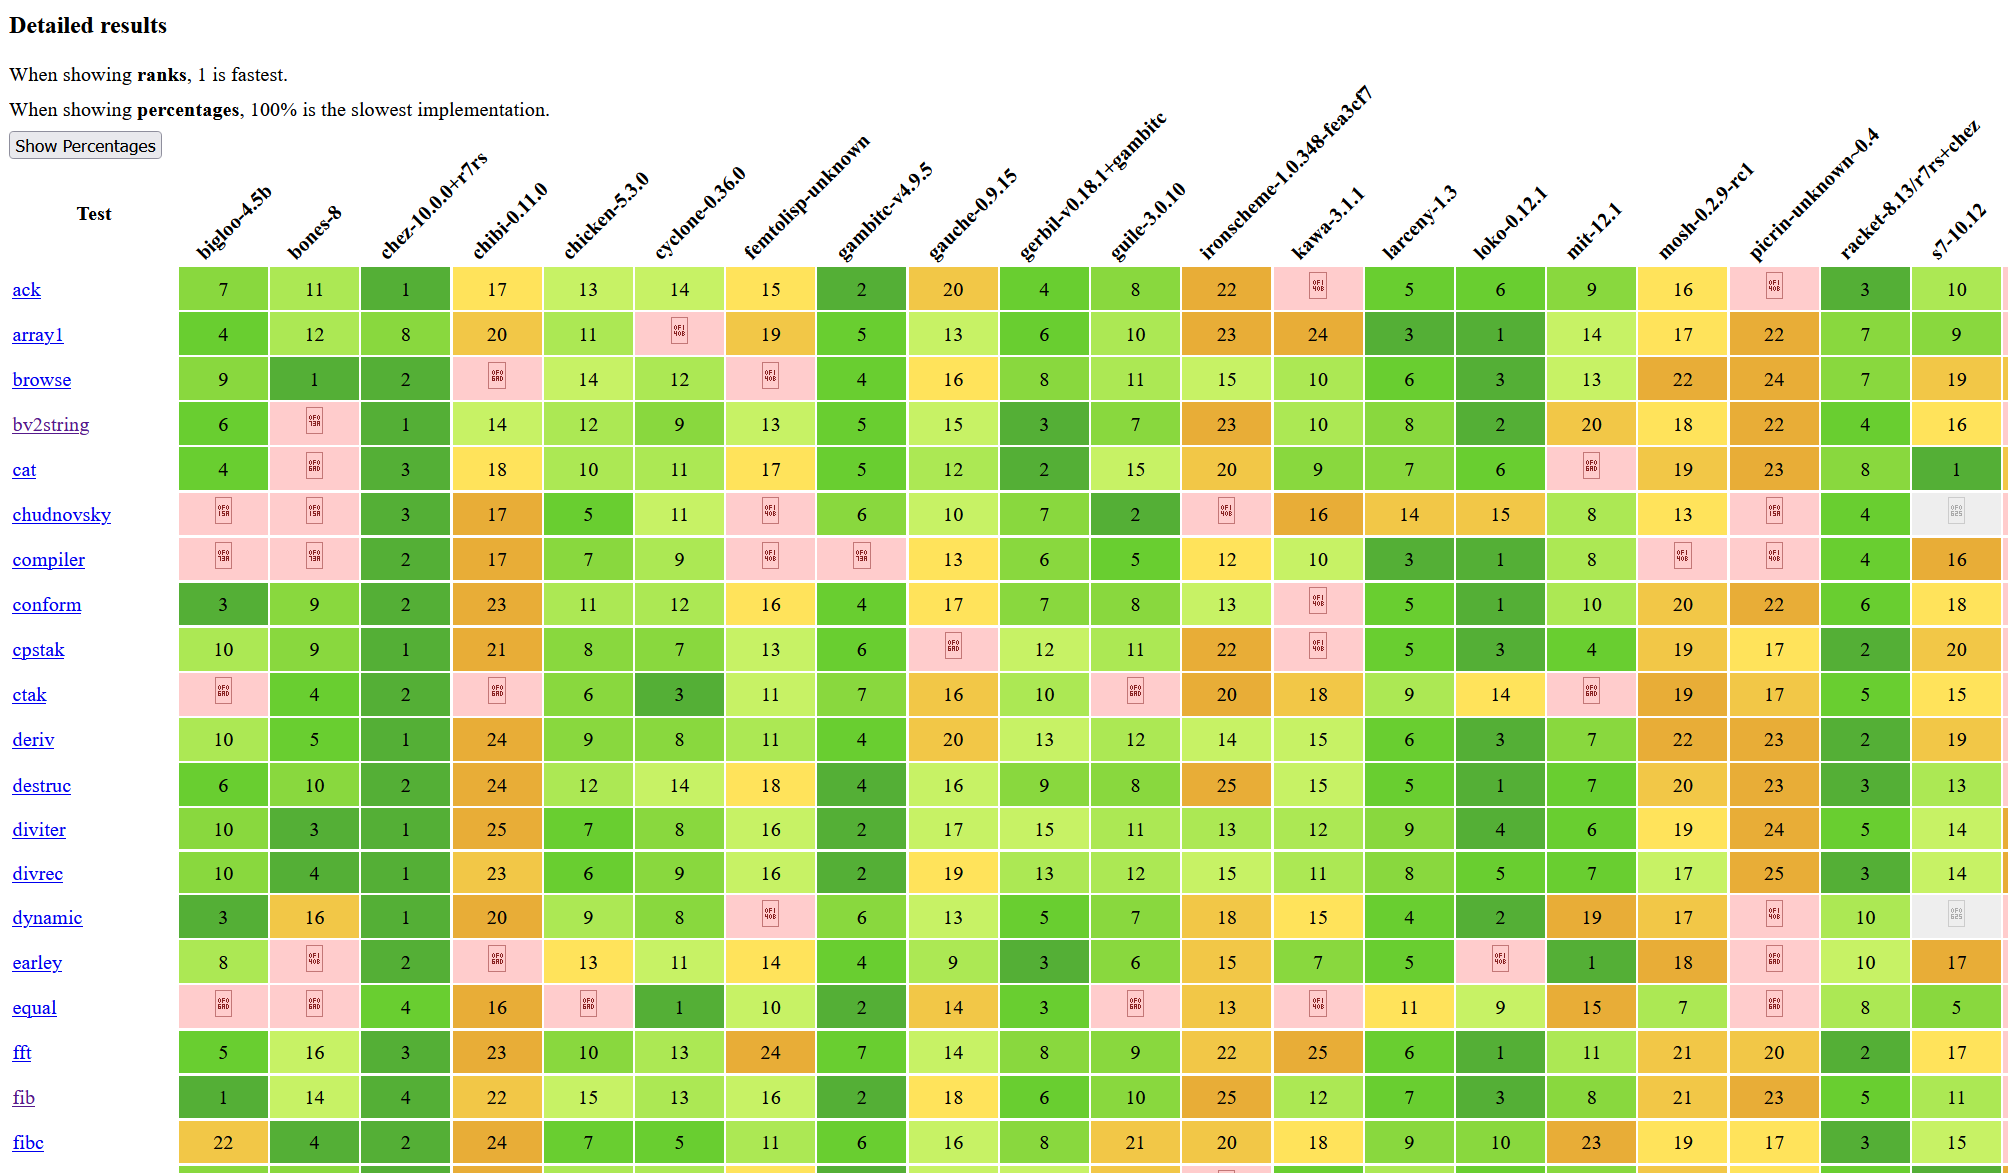 Detailed results
When showing ranks, 1 is fastest.
When showing percentages, 100% is the slowest implementation.
Show Percentages
Test bigloo-4.5b bones-8 chez-10.0.0+r7rs chibi-0.11.0 chicken-5.3.0 cyclone-0.36.0 femtolisp-unknown gambitc-v4.9.5 gauche-0.9.15 gerbil-v0.18.1+gambitc guile-3.0.10 ironscheme-1.0.348-fea3cf7 kawa-3.1.1 larceny-1.3 loko-0.12.1 mit-12.1 mosh-0.2.9-rc1 picrin-unknown~0.4 racket-8.13/r7rs+chez s7-10.12
ack 7 11 1 17 13 14 15 2 20 4 8 22 5 6 9 16 3 10
array1 4 12 8 20 11 19 5 13 6 10 23 24 3 1 14 17 22 7 9
browse 9 1 2 14 12 4 16 8 11 15 10 6 3 13 22 24 7 19
bv2string 6 1 14 12 9 13 5 15 3 7 23 10 8 2 20 18 22 4 16
cat 4 3 18 10 11 17 5 12 2 15 20 9 7 6 19 23 8 1
chudnovsky 3 17 5 11 6 10 7 2 16 14 15 8 13 4
compiler 2 17 7 9 13 6 5 12 10 3 1 8 4 16
conform 3 9 2 23 11 12 16 4 17 7 8 13 5 1 10 20 22 6 18
cpstak 10 9 1 21 8 7 13 6 12 11 22 5 3 4 19 17 2 20
ctak 4 2 6 3 11 7 16 10 20 18 9 14 19 17 5 15
deriv 10 5 1 24 9 8 11 4 20 13 12 14 15 6 3 7 22 23 2 19
destruc 6 10 2 24 12 14 18 4 16 9 8 25 15 5 1 7 20 23 3 13
diviter 10 3 1 25 7 8 16 2 17 15 11 13 12 9 4 6 19 24 5 14
divrec 10 4 1 23 6 9 16 2 19 13 12 15 11 8 5 7 17 25 3 14
dynamic 3 16 1 20 9 8 6 13 5 7 18 15 4 2 19 17 10
earley 8 2 13 11 14 4 9 3 6 15 7 5 1 18 10 17
equal 4 16 1 10 2 14 3 13 11 9 15 7 8 5
fft 5 16 3 23 10 13 24 7 14 8 9 22 25 6 1 11 21 20 2 17
fib 1 14 4 22 15 13 16 2 18 6 10 25 12 7 3 8 21 23 5 11
fibc 22 4 2 24 7 5 11 6 16 8 21 20 18 9 10 23 19 17 3 15